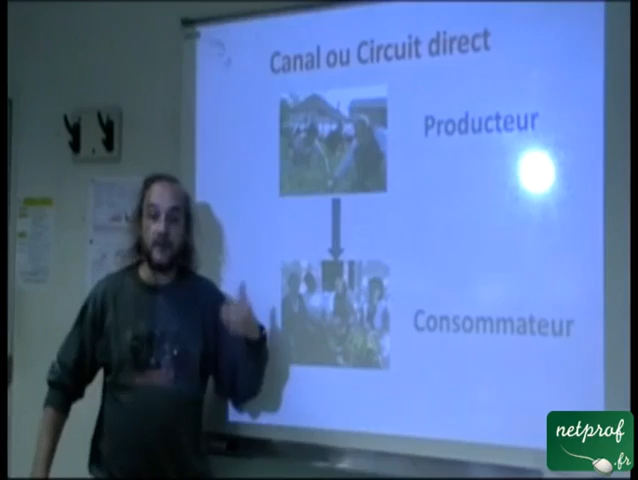 Canal ou Circuit direct
Producteur
Consommateur
netprof
.fr